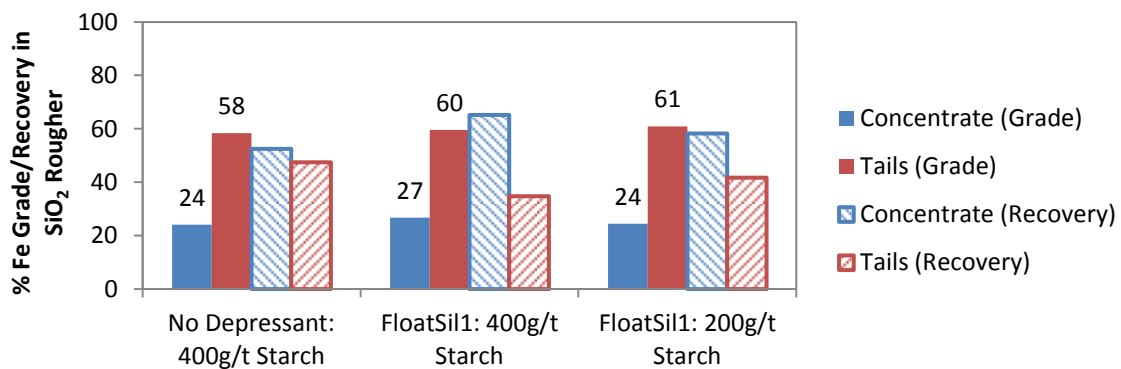 % Fe Grade/Recovery in
SiO₂ Rougher
100
80
60
40
20
0
24
58
27
60
24
61
No Depressant:
400g/t Starch
FloatSil1: 400g/t
Starch
FloatSil1: 200g/t
Starch
Concentrate (Grade)
Tails (Grade)
Concentrate (Recovery)
Tails (Recovery)